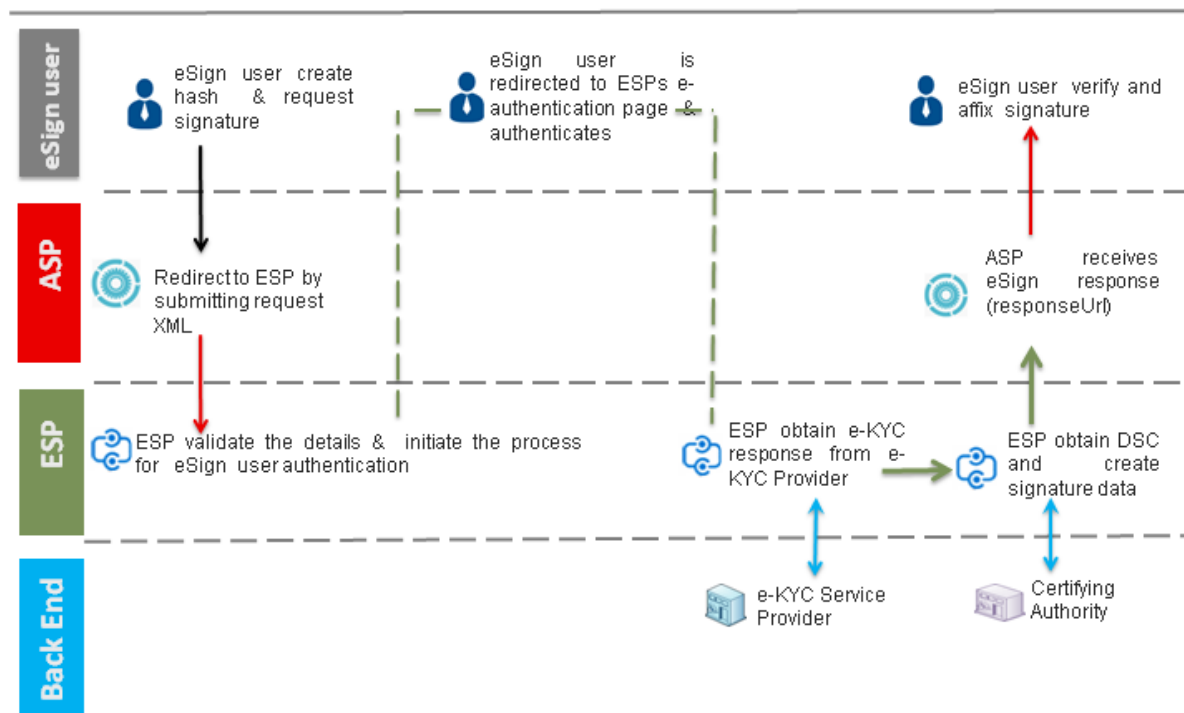 eSign user
eSign user create
hash & request
signature
eSign user is
redirected to ESPs e-
authentication page &
authenticates
eSign user verify and
affix signature
ASP
Redirect to ESP by
submitting request
XML
ASP receives
eSign response
(responseUrl)
ESP
ESP validate the details & initiate the process
for eSign user authentication
ESP obtain e-KYC
response from e-
KYC Provider
ESP obtain DSC
and create
signature data
Back End
e-KYC Service
Provider
Certifying
Authority